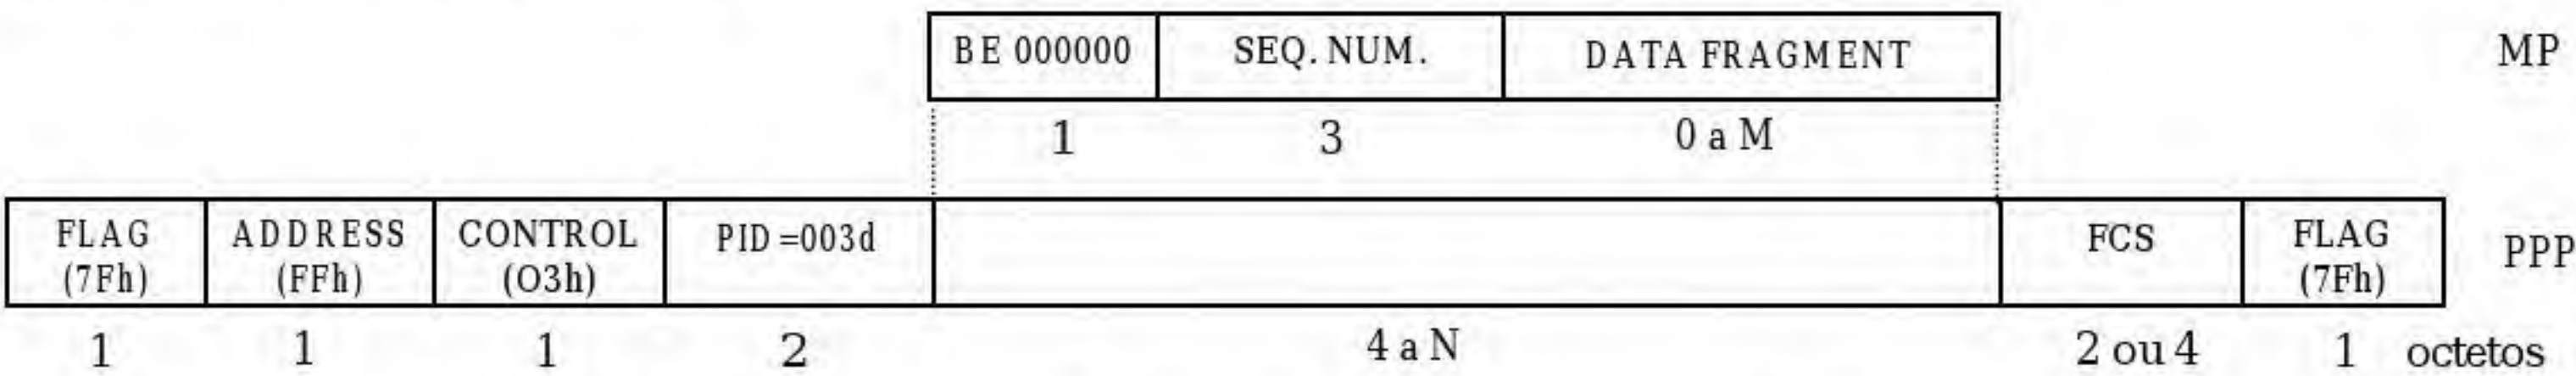 BE 000000 SEQ. NUM. DATA FRAGMENT MP
1 3 0 a M
FLAG ADDRESS CONTROL PID =003d FCS FLAG PPP
(7Fh) (FFh) (O3h) (7Fh)
1 1 1 2 4 a N 2 ou 4 1 octetos